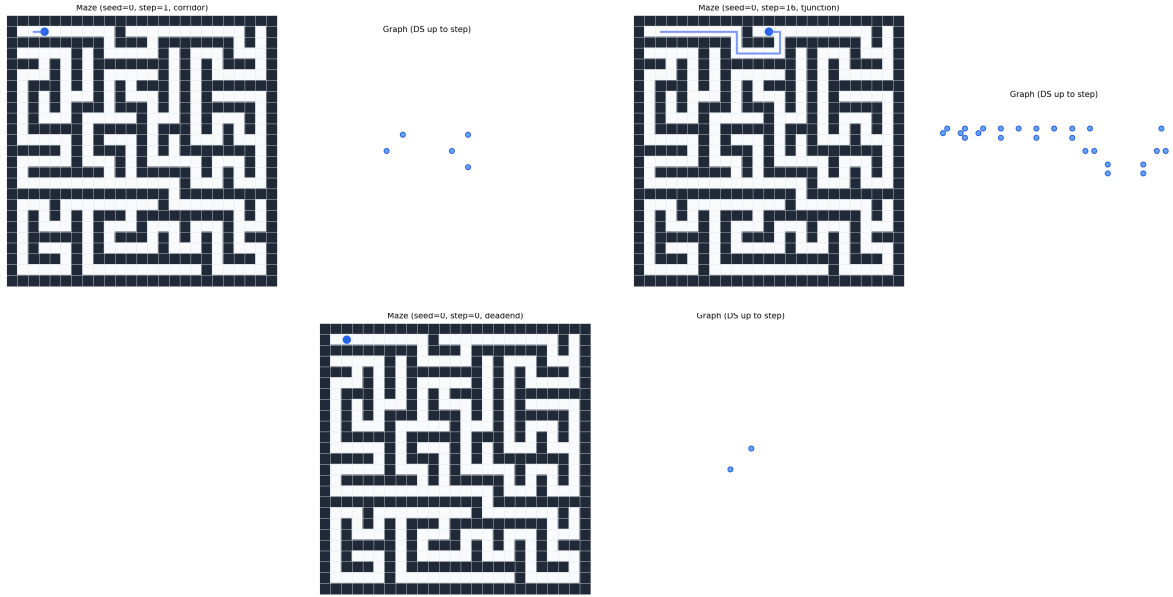 Maze (seed=0, step=1, corridor)
Graph (DS up to step)
Maze (seed=0, step=16, tjunction)
Graph (DS up to step)
Maze (seed=0, step=0, deadend)
Graph (DS up to step)